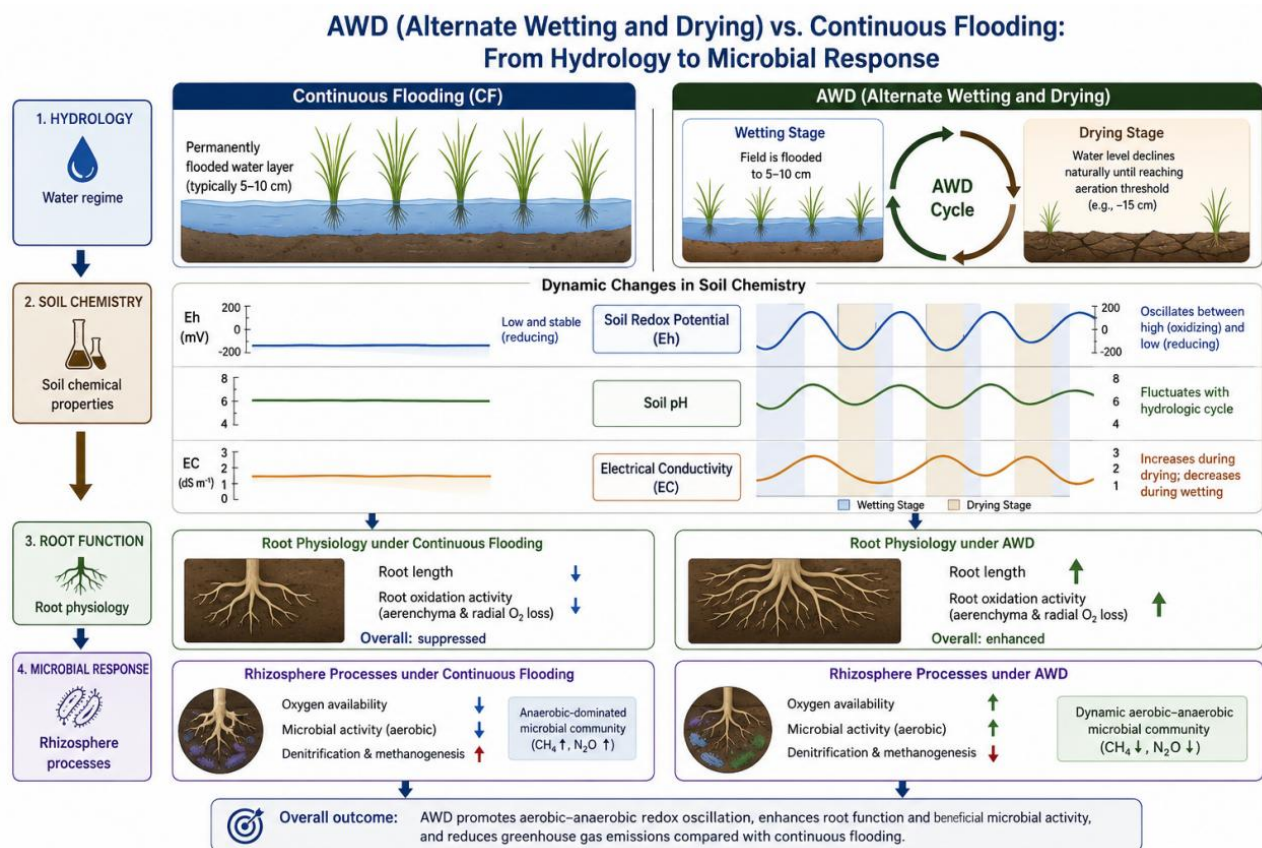 AWD (Alternate Wetting and Drying) vs. Continuous Flooding:
From Hydrology to Microbial Response
1. HYDROLOGY
Water regime
Continuous Flooding (CF)
Permanently
flooded water layer
(typically 5–10 cm)
AWD (Alternate Wetting and Drying)
Wetting Stage
Field is flooded
to 5–10 cm
AWD
Cycle
Drying Stage
Water level declines
naturally until reaching
aeration threshold
(e.g., –15 cm)
2. SOIL CHEMISTRY
Soil chemical
properties
Dynamic Changes in Soil Chemistry
Eh
(mV)
200
0
-200
Low and stable
(reducing)
Soil Redox Potential
(Eh)
200
0
-200
Oscillates between
high (oxidizing) and
low (reducing)
8
6
4
Soil pH
8
6
4
Fluctuates with
hydrologic cycle
EC
(dS m⁻¹)
3
2
1
0
Electrical Conductivity
(EC)
3
2
1
Increases during
drying; decreases
during wetting
Wetting Stage
Drying Stage
3. ROOT FUNCTION
Root physiology
Root Physiology under Continuous Flooding
Root length ↓
Root oxidation activity
(aerenchyma & radial O₂ loss) ↓
Overall: suppressed
Root Physiology under AWD
Root length ↑
Root oxidation activity
(aerenchyma & radial O₂ loss) ↑
Overall: enhanced
4. MICROBIAL RESPONSE
Rhizosphere
processes
Rhizosphere Processes under Continuous Flooding
Oxygen availability ↓
Microbial activity (aerobic) ↓
Denitrification & methanogenesis ↑
Anaerobic–dominated
microbial community
(CH₄ ↑, N₂O ↑)
Rhizosphere Processes under AWD
Oxygen availability ↑
Microbial activity (aerobic) ↑
Denitrification & methanogenesis ↓
Dynamic aerobic–anaerobic
microbial community
(CH₄ ↓, N₂O ↓)
Overall outcome: AWD promotes aerobic–anaerobic redox oscillation, enhances root function and beneficial microbial activity,
and reduces greenhouse gas emissions compared with continuous flooding.